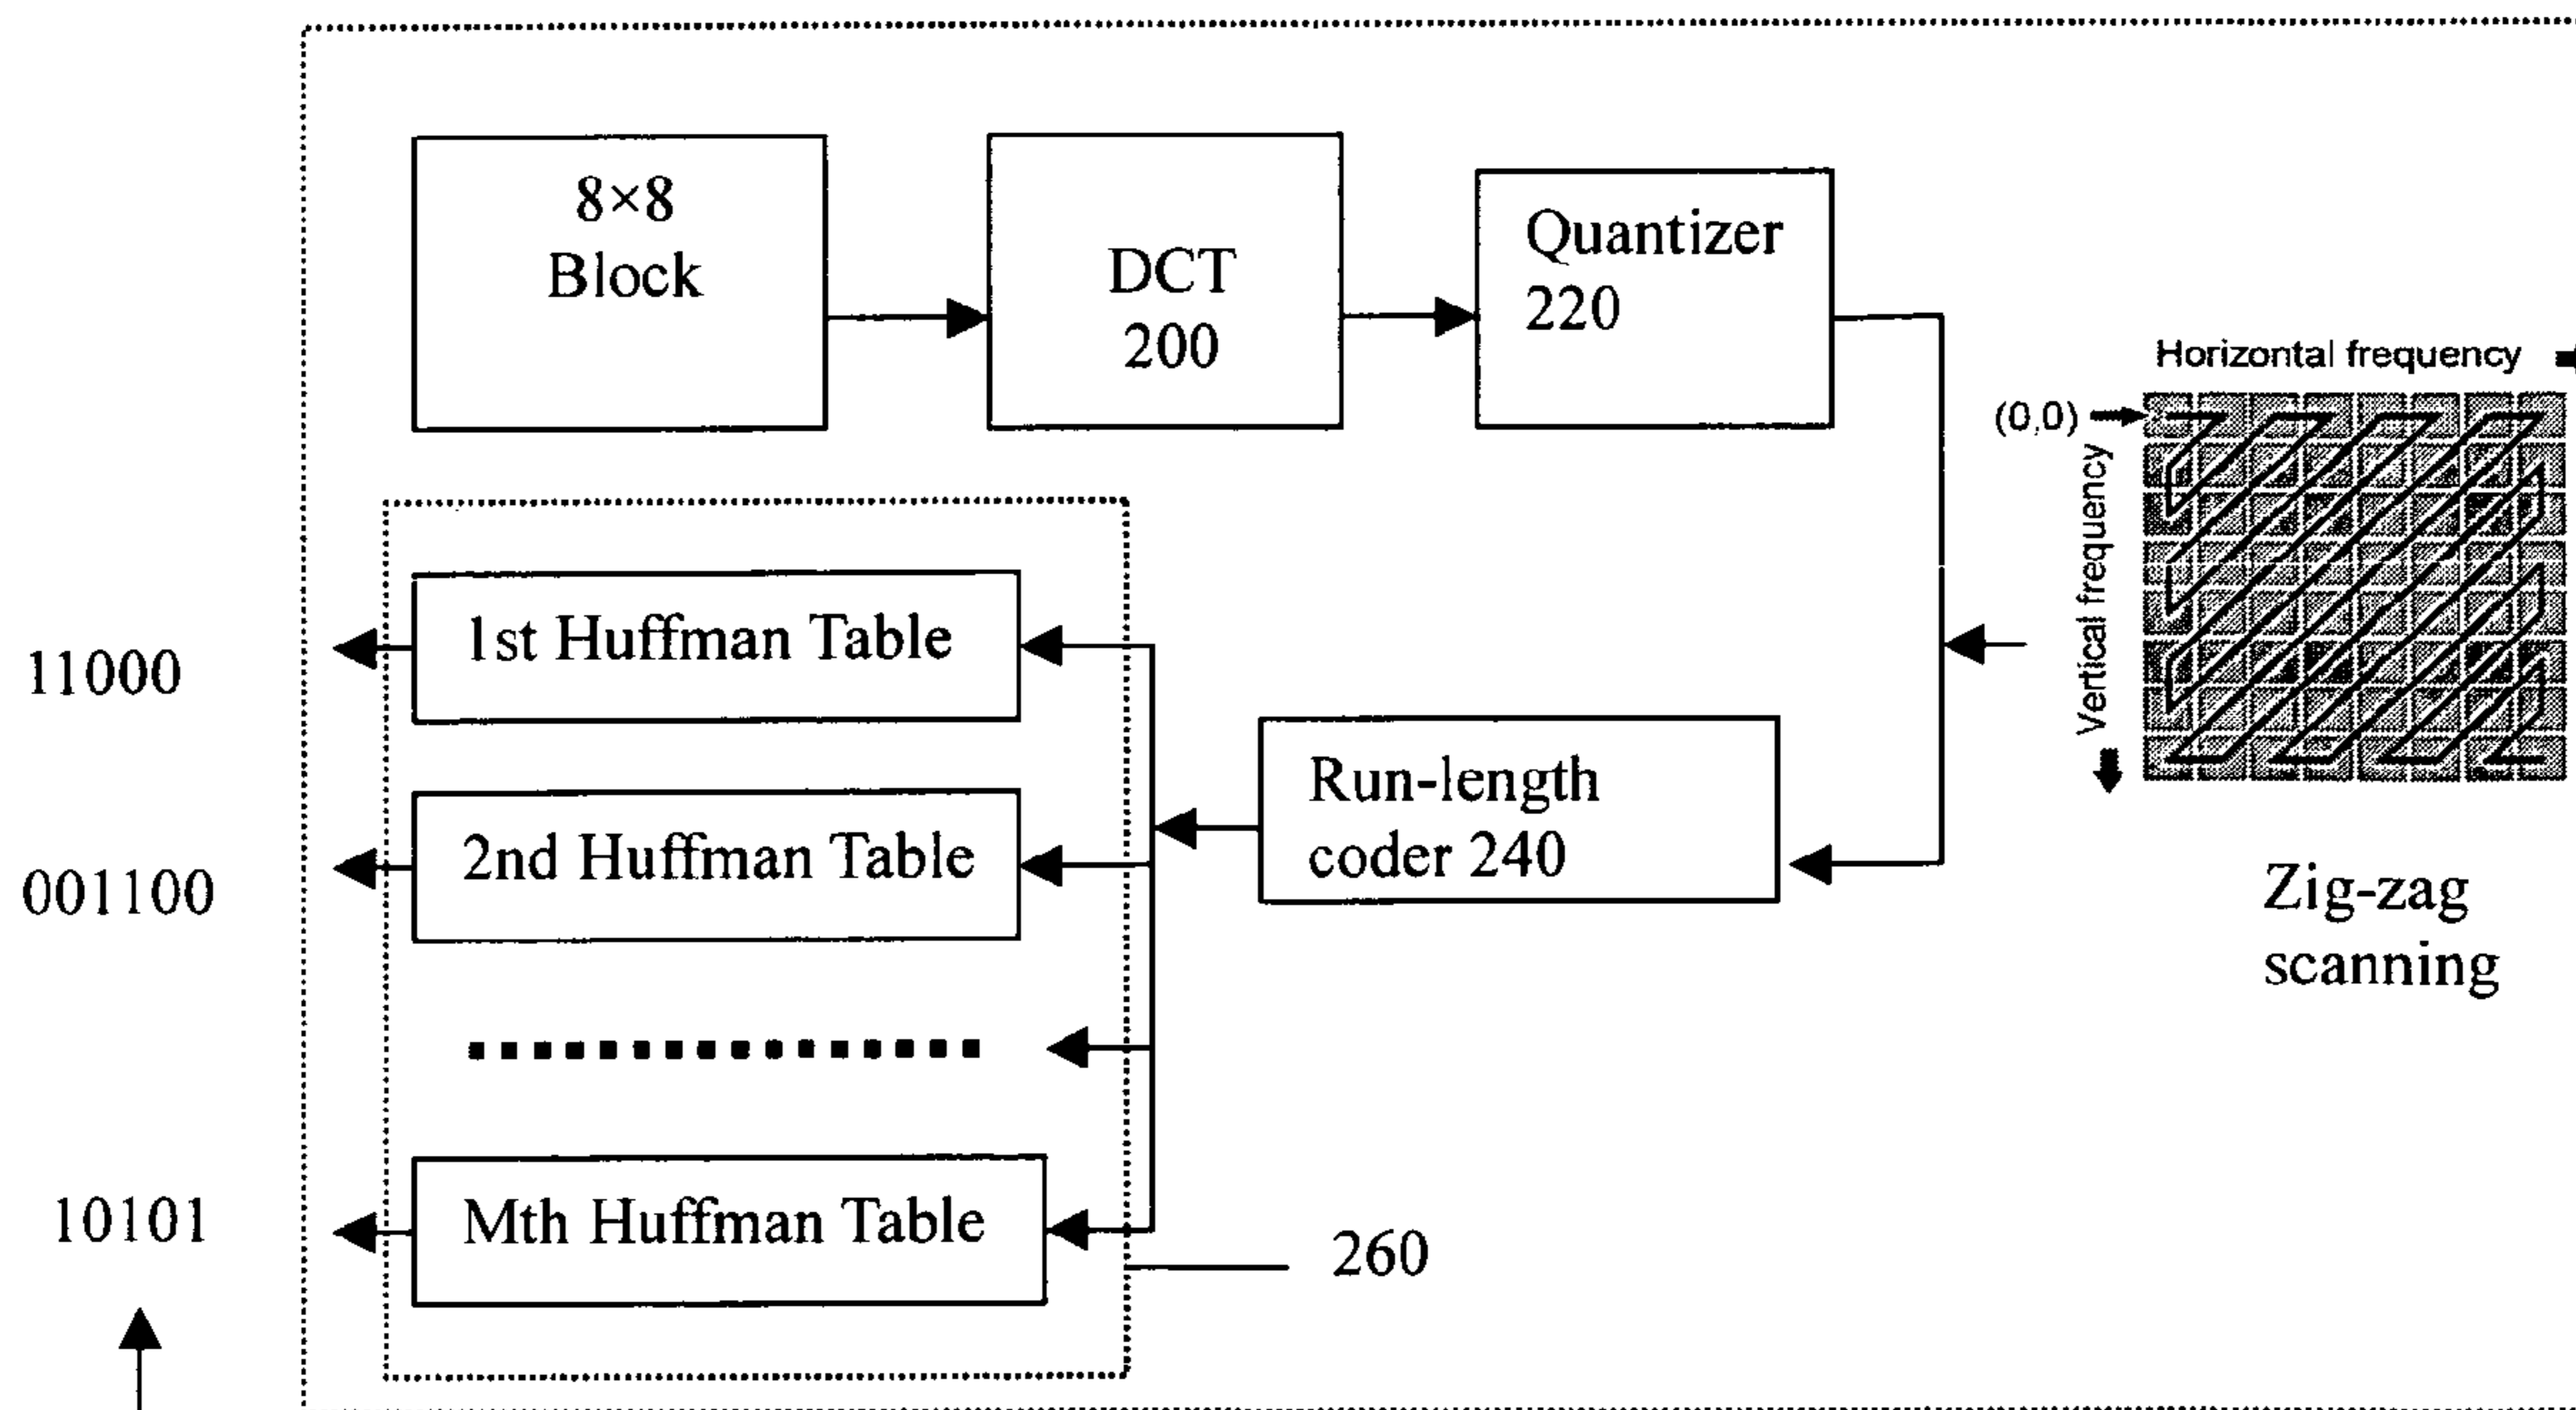 8×8
Block
DCT
200
Quantizer
220
Horizontal frequency
(0,0)
Vertical frequency
1st Huffman Table
11000
Run-length
coder 240
2nd Huffman Table
001100
Zig-zag
scanning
Mth Huffman Table
10101
260